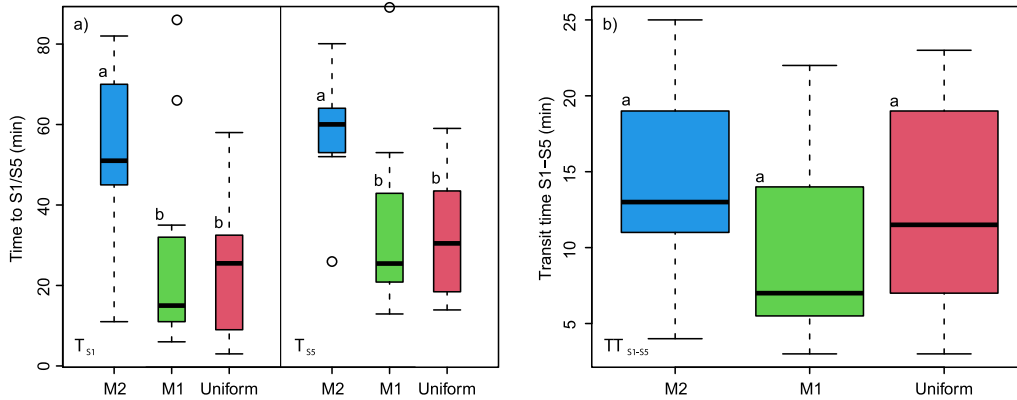 a)
Time to S1/S5 (min)
0
20
40
60
80
a
b
b
a
b
b
T S1
T S5
M2 M1 Uniform M2 M1 Uniform
b)
Transit time S1−S5 (min)
5
10
15
20
25
a
a
a
TT S1-S5
M2 M1 Uniform